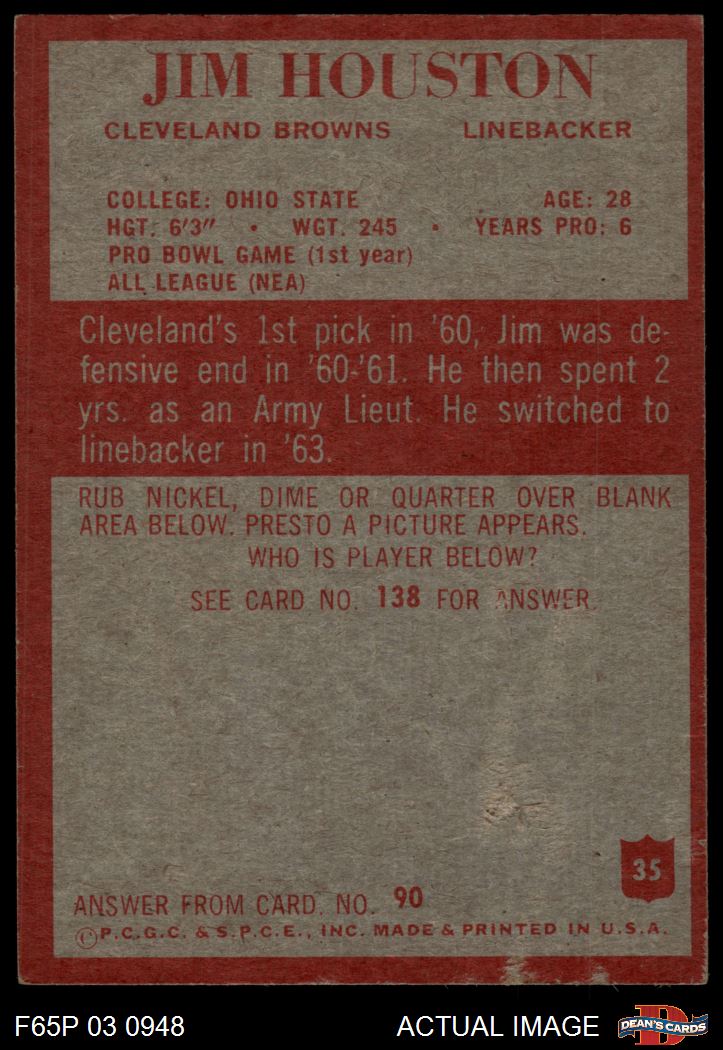 JIM HOUSTON
CLEVELAND BROWNS LINEBACKER
COLLEGE: OHIO STATE AGE: 28
HGT. 6'3" • WGT. 245 • YEARS PRO: 6
PRO BOWL GAME (1st year)
ALL LEAGUE (NEA)
Cleveland's 1st pick in '60, Jim was de-
fensive end in '60-'61. He then spent 2
yrs. as an Army Lieut. He switched to
linebacker in '63.
RUB NICKEL, DIME OR QUARTER OVER BLANK
AREA BELOW. PRESTO A PICTURE APPEARS.
WHO IS PLAYER BELOW?
SEE CARD NO. 138 FOR ANSWER.
35
ANSWER FROM CARD. NO. 90
©P.C.G.C. & S.P.C.E., INC. MADE & PRINTED IN U.S.A.
F65P 03 0948 ACTUAL IMAGE D DEAN'S CARDS